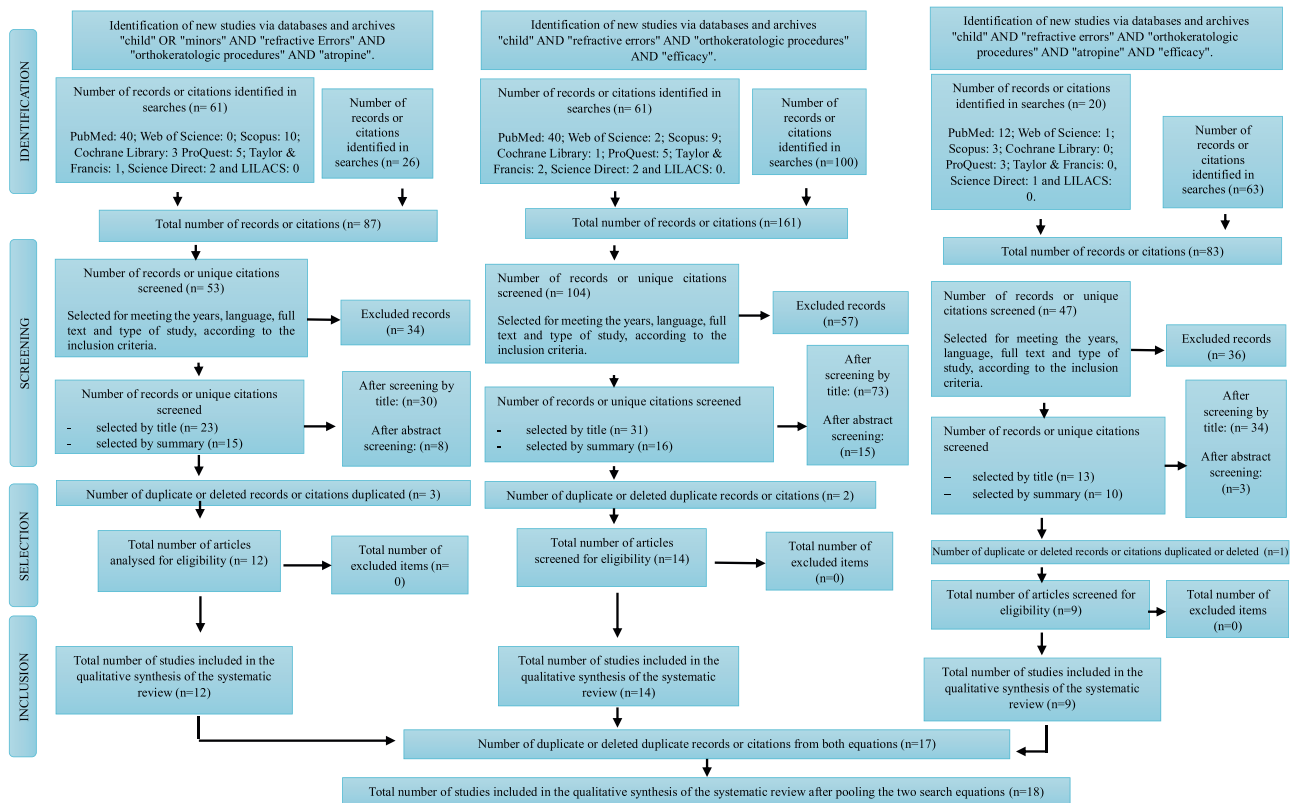 IDENTIFICATION
Identification of new studies via databases and archives
"child" OR "minors" AND "refractive Errors" AND
"orthokeratologic procedures" AND "atropine".
Number of records or citations identified in
searches (n= 61)
PubMed: 40; Web of Science: 0; Scopus: 10;
Cochrane Library: 3 ProQuest: 5; Taylor &
Francis: 1, Science Direct: 2 and LILACS: 0
Number of
records or
citations
identified in
searches (n= 26)
Total number of records or citations (n= 87)
Identification of new studies via databases and archives
"child" AND "refractive errors" AND "orthokeratologic procedures"
AND "efficacy".
Number of records or citations identified in
searches (n= 61)
PubMed: 40; Web of Science: 2; Scopus: 9;
Cochrane Library: 1; ProQuest: 5; Taylor &
Francis: 2, Science Direct: 2 and LILACS: 0.
Number of
records or
citations
identified in
searches (n=100)
Total number of records or citations (n=161)
Identification of new studies via databases and archives
"child" AND "refractive errors" AND "orthokeratologic
procedures" AND "atropine" AND "efficacy".
Number of records or citations
identified in searches (n= 20)
PubMed: 12; Web of Science: 1;
Scopus: 3; Cochrane Library: 0;
ProQuest: 3; Taylor & Francis: 0,
Science Direct: 1 and LILACS:
0.
Number of
records or
citations
identified in
searches (n=63)
Total number of records or citations (n=83)
SCREENING
Number of records or unique citations
screened (n= 53)
Selected for meeting the years, language, full
text and type of study, according to the
inclusion criteria.
Excluded records
(n= 34)
Number of records or unique citations
screened
- selected by title (n= 23)
- selected by summary (n=15)
After screening by
title: (n=30)
After abstract
screening: (n=8)
Number of records or unique citations
screened (n= 104)
Selected for meeting the years, language, full
text and type of study, according to the
inclusion criteria.
Excluded records
(n=57)
Number of records or unique citations screened
- selected by title (n= 31)
- selected by summary (n=16)
After
screening by
title: (n=73)
After abstract
screening:
(n=15)
Number of records or unique
citations screened (n= 47)
Selected for meeting the years,
language, full text and type of
study, according to the inclusion
criteria.
Excluded records
(n= 36)
Number of records or unique citations
screened
– selected by title (n= 13)
– selected by summary (n= 10)
After
screening by
title: (n= 34)
After abstract
screening:
(n=3)
SELECTION
Number of duplicate or deleted records or citations duplicated (n= 3)
Total number of articles
analysed for eligibility (n= 12)
Total number of
excluded items (n=
0)
Number of duplicate or deleted duplicate records or citations (n= 2)
Total number of articles
screened for eligibility (n=14)
Total number of
excluded items
(n=0)
Number of duplicate or deleted records or citations duplicated or deleted (n=1)
Total number of articles screened for
eligibility (n=9)
Total number of
excluded items
(n=0)
INCLUSION
Total number of studies included in the
qualitative synthesis of the systematic
review (n=12)
Total number of studies included in the
qualitative synthesis of the systematic
review (n=14)
Total number of studies included in the
qualitative synthesis of the systematic
review (n=9)
Number of duplicate or deleted duplicate records or citations from both equations (n=17)
Total number of studies included in the qualitative synthesis of the systematic review after pooling the two search equations (n=18)